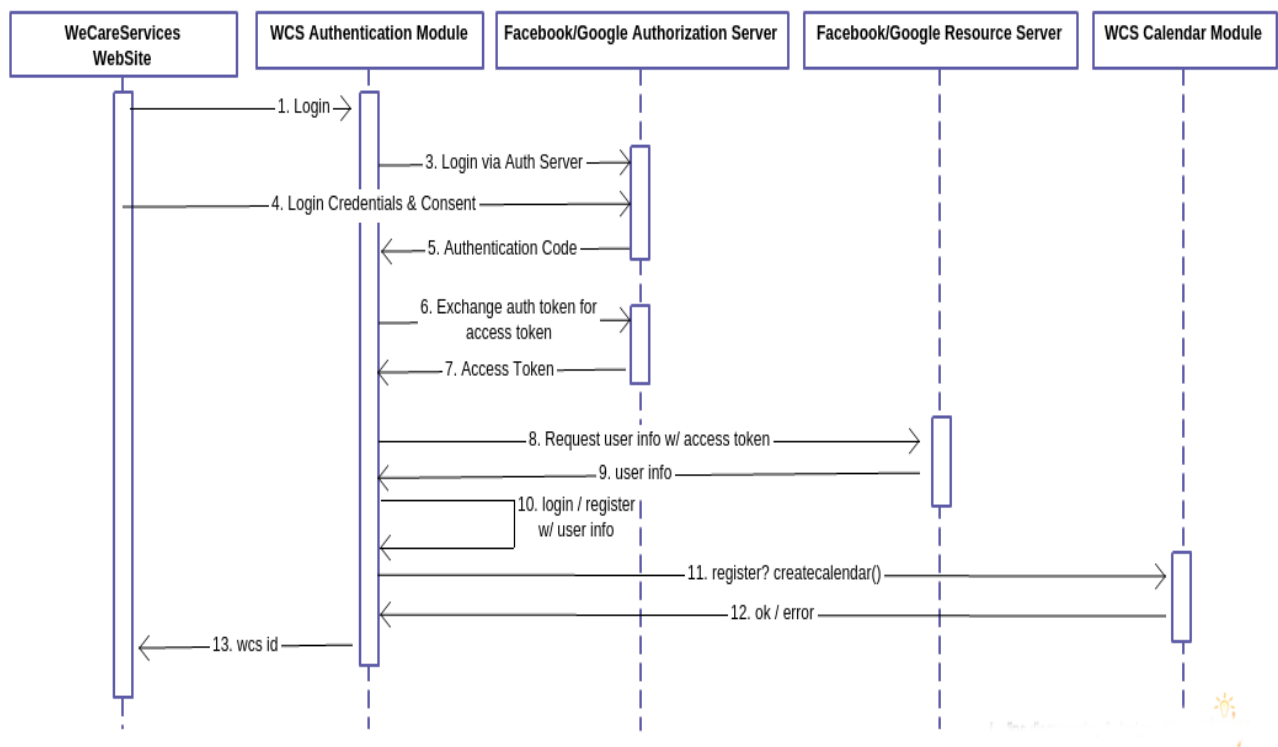 WeCareServices
WebSite
WCS Authentication Module
Facebook/Google Authorization Server
Facebook/Google Resource Server
WCS Calendar Module
1. Login
3. Login via Auth Server
4. Login Credentials & Consent
5. Authentication Code
6. Exchange auth token for
access token
7. Access Token
8. Request user info w/ access token
9. user info
10. login / register
w/ user info
11. register? createcalendar()
12. ok / error
13. wcs id